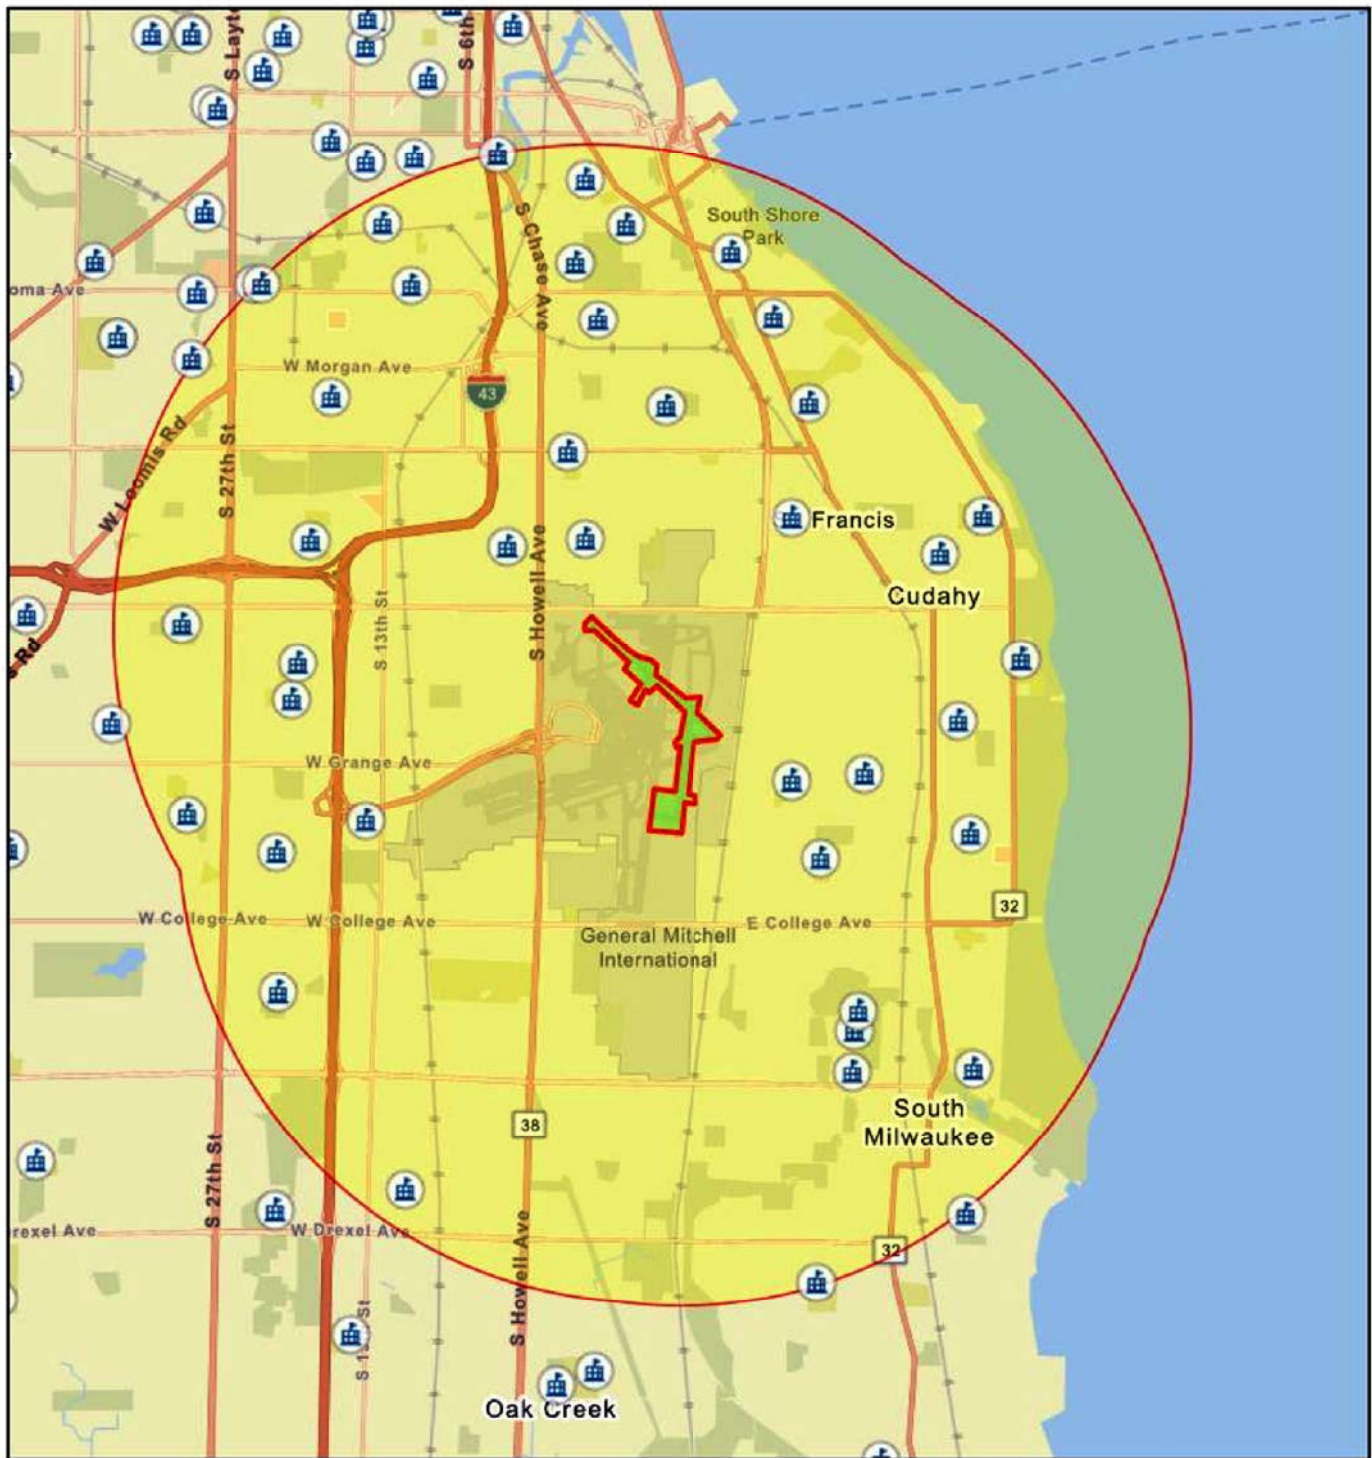 S Layt
S 6th
South Shore
Park
S Chase Ave
oma Ave
W Morgan Ave
43
W Loomis Rd
S 27th St
Francis
S Howell Ave
Cudahy
S 13th St
s Rd
W Grange Ave
32
W College Ave
W College Ave
E College Ave
General Mitchell
International
South
Milwaukee
38
S 27th St
rexel Ave
W Drexel Ave
32
S Howell Ave
St
Oak Creek